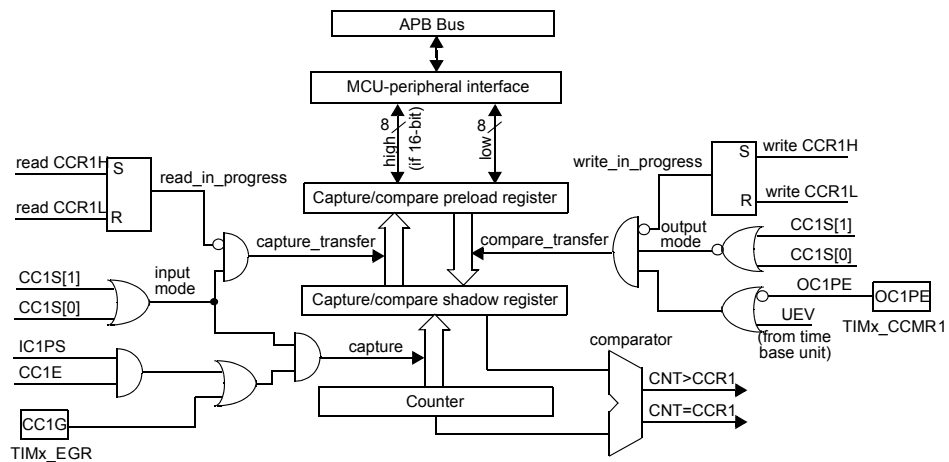 APB Bus
MCU-peripheral interface
8
high
(if 16-bit)
8
low
read CCR1H
S
read_in_progress
read CCR1L
R
write_in_progress
S
write CCR1H
R
write CCR1L
Capture/compare preload register
capture_transfer
compare_transfer
output
mode
CC1S[1]
CC1S[0]
input
mode
CC1S[1]
CC1S[0]
Capture/compare shadow register
OC1PE
OC1PE
UEV
TIMx_CCMR1
(from time
base unit)
IC1PS
CC1E
capture
comparator
CNT>CCR1
Counter
CNT=CCR1
CC1G
TIMx_EGR